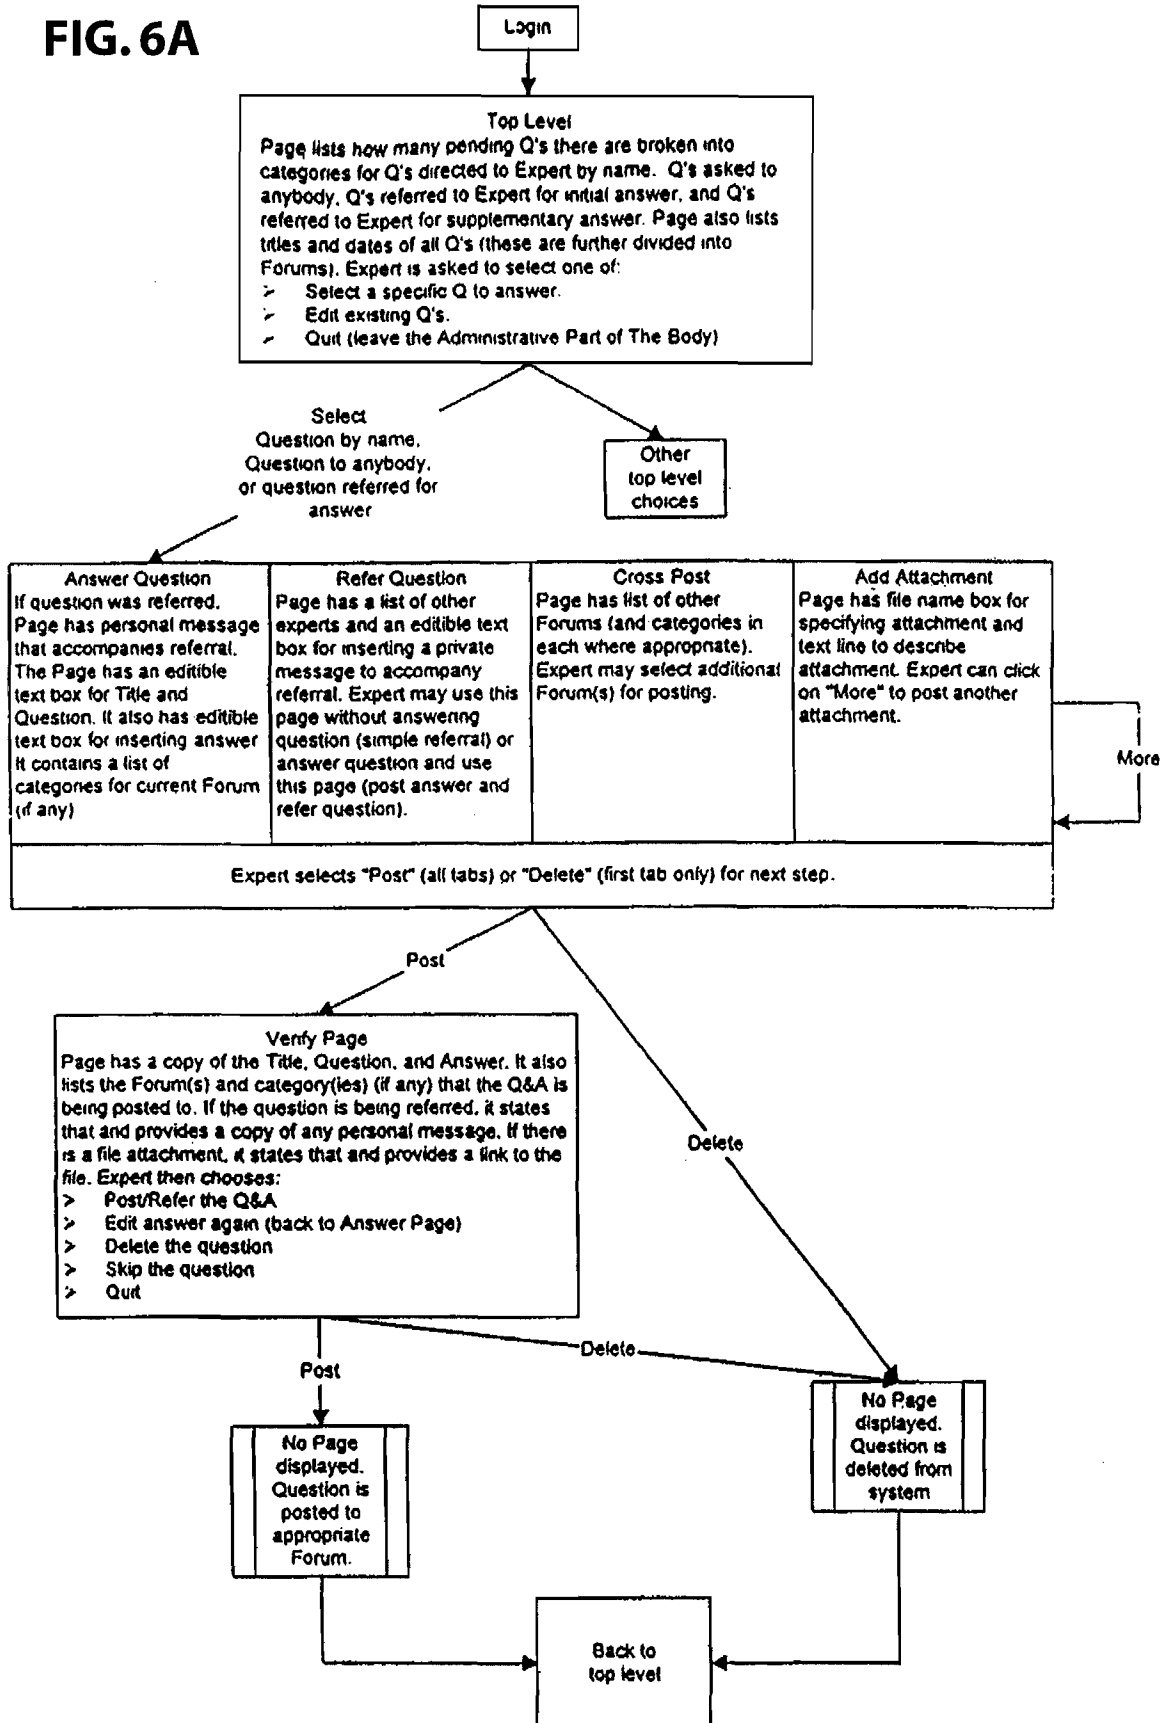 FIG. 6A
Login
Top Level
Page lists how many pending Q's there are broken into
categories for Q's directed to Expert by name. Q's asked to
anybody, Q's referred to Expert for initial answer, and Q's
referred to Expert for supplementary answer. Page also lists
titles and dates of all Q's (these are further divided into
Forums). Expert is asked to select one of:
➢ Select a specific Q to answer.
➢ Edit existing Q's.
➢ Quit (leave the Administrative Part of The Body)
Select
Question by name,
Question to anybody,
or question referred for
answer
Other
top level
choices
Answer Question
If question was referred,
Page has personal message
that accompanies referral.
The Page has an editible
text box for Title and
Question. It also has editible
text box for inserting answer
It contains a list of
categories for current Forum
(if any)
Refer Question
Page has a list of other
experts and an editible text
box for inserting a private
message to accompany
referral. Expert may use this
page without answering
question (simple referral) or
answer question and use
this page (post answer and
refer question).
Cross Post
Page has list of other
Forums (and categories in
each where appropriate).
Expert may select additional
Forum(s) for posting.
Add Attachment
Page has file name box for
specifying attachment and
text line to describe
attachment. Expert can click
on "More" to post another
attachment.
More
Expert selects "Post" (all tabs) or "Delete" (first tab only) for next step.
Post
Delete
Verify Page
Page has a copy of the Title, Question, and Answer. It also
lists the Forum(s) and category(ies) (if any) that the Q&A is
being posted to. If the question is being referred, it states
that and provides a copy of any personal message. If there
is a file attachment, it states that and provides a link to the
file. Expert then chooses:
➢ Post/Refer the Q&A
➢ Edit answer again (back to Answer Page)
➢ Delete the question
➢ Skip the question
➢ Quit
Post
Delete
No Page
displayed.
Question is
posted to
appropriate
Forum.
No Page
displayed.
Question is
deleted from
system
Back to
top level